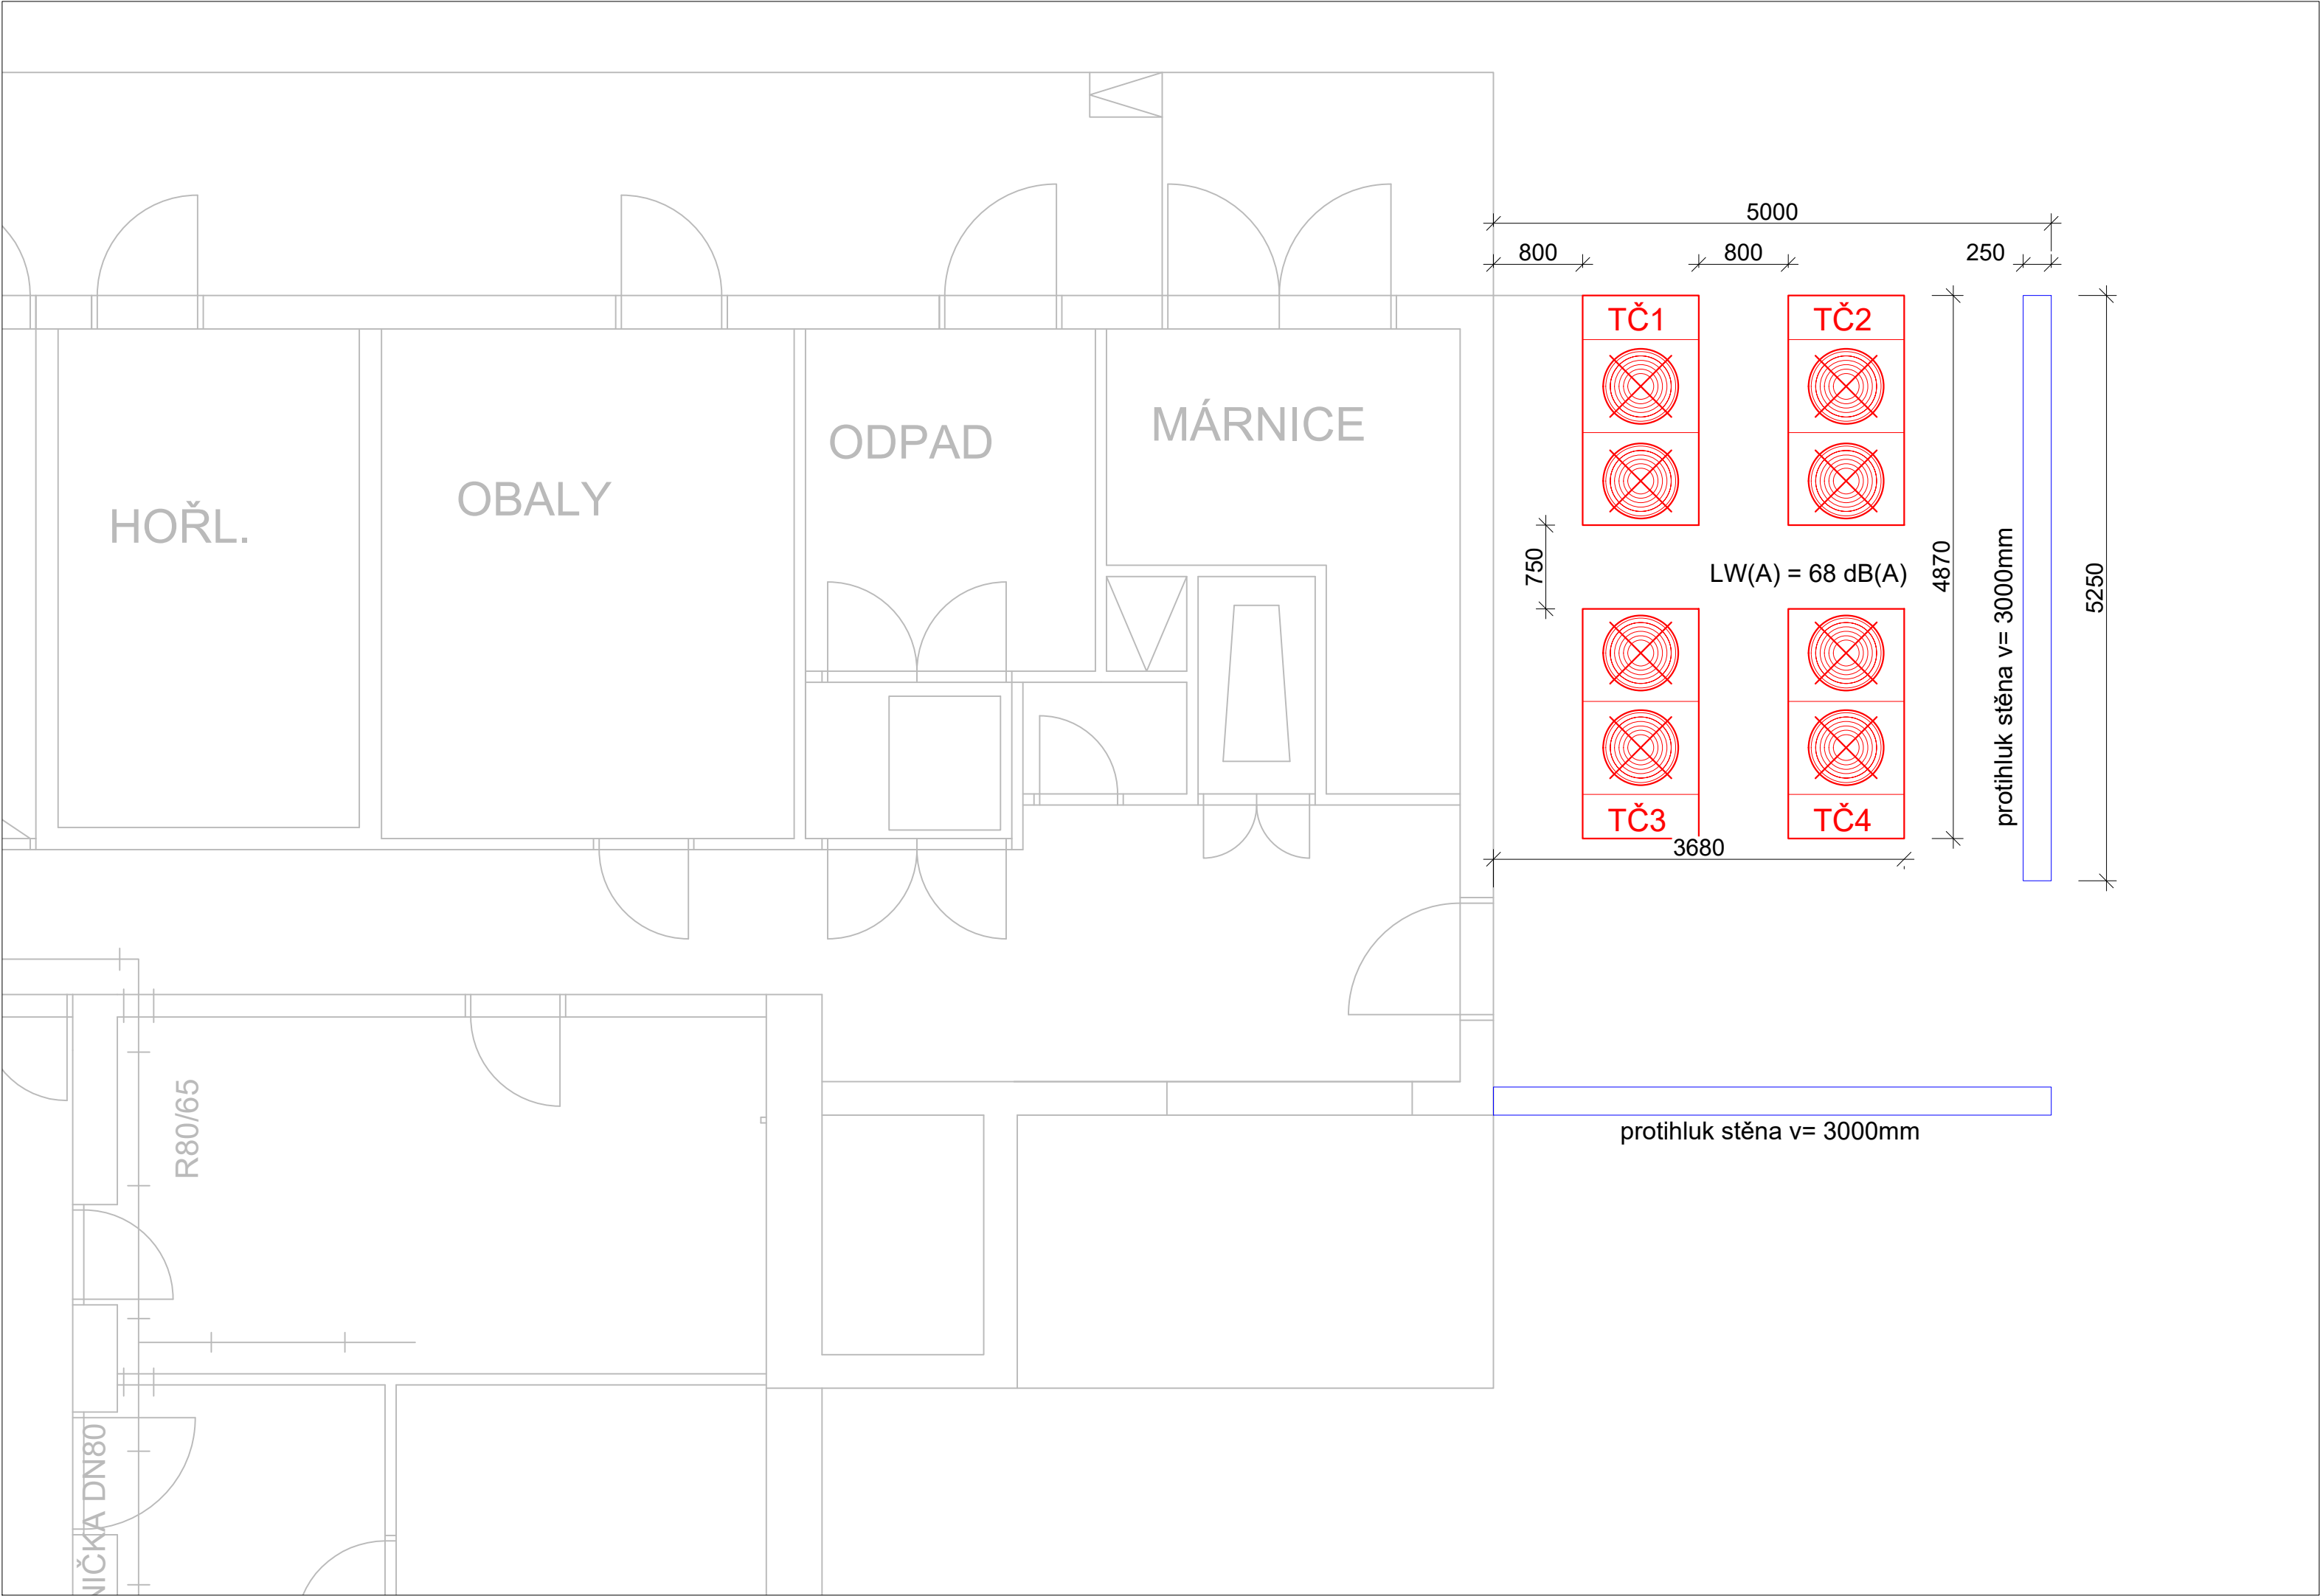 5000
800
800
250
TČ1
TČ2
MÁRNICE
ODPAD
OBALY
HOŘL.
750
LW(A) = 68 dB(A)
4870
protihluk stěna v= 3000mm
5250
TČ3
TČ4
3680
R80/65
protihluk stěna v= 3000mm
NIČKA DN80